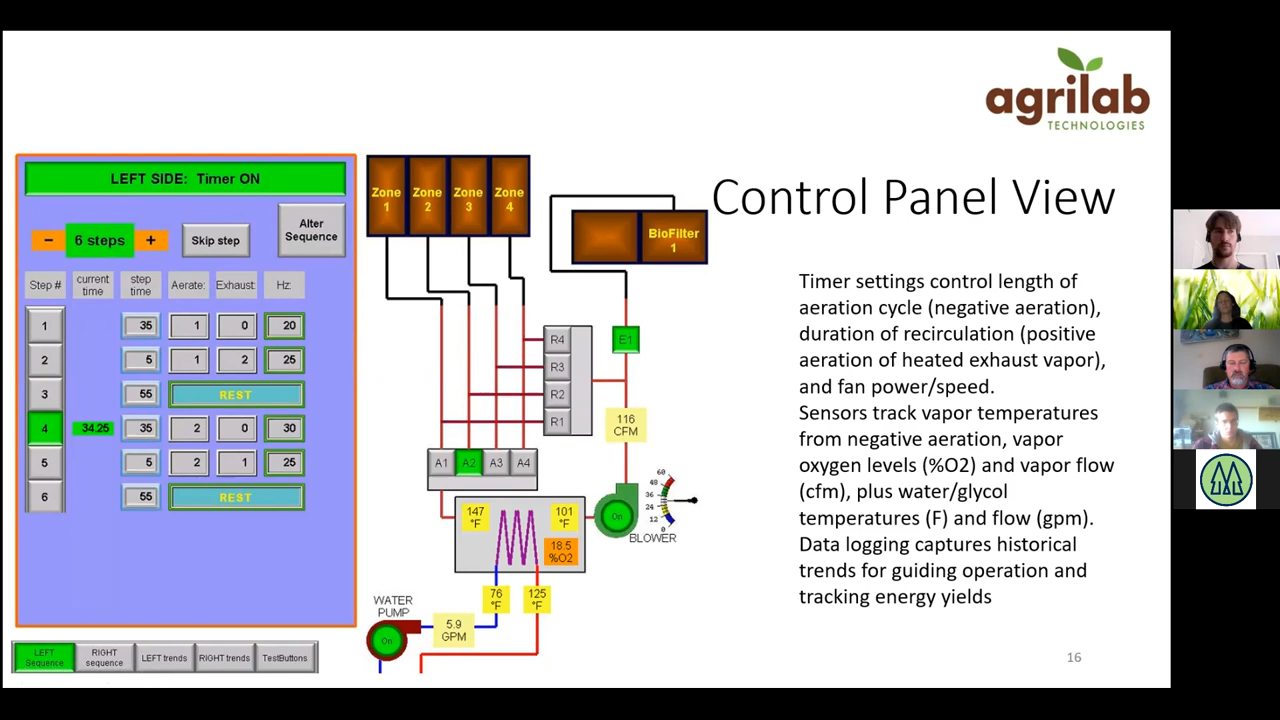 agrilab
TECHNOLOGIES
Control Panel View
Timer settings control length of
aeration cycle (negative aeration),
duration of recirculation (positive
aeration of heated exhaust vapor),
and fan power/speed.
Sensors track vapor temperatures
from negative aeration, vapor
oxygen levels (%O2) and vapor flow
(cfm), plus water/glycol
temperatures (F) and flow (gpm).
Data logging captures historical
trends for guiding operation and
tracking energy yields
16
LEFT SIDE: Timer ON
- 6 steps +
Skip step
Alter
Sequence
Step # current time step time Aerate: Exhaust: Hz:
1 35 1 0 20
2 5 1 2 25
3 55 REST
4 34.25 35 2 0 30
5 5 2 1 25
6 55 REST
LEFT Sequence
RIGHT sequence
LEFT trends
RIGHT trends
TestButtons
Zone 1
Zone 2
Zone 3
Zone 4
BioFilter
1
E1
R4
R3
R2
R1
116
CFM
A1 A2 A3 A4
60
48
36
24
12
0
On
BLOWER
147
°F
101
°F
18.5
%O2
76
°F
125
°F
WATER
PUMP
On
5.9
GPM